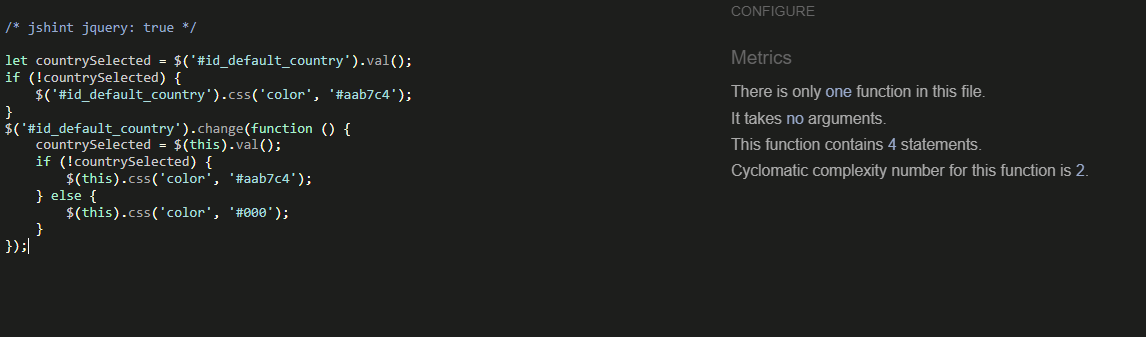 /* jshint jquery: true */
let countrySelected = $('#id_default_country').val();
if (!countrySelected) {
    $('#id_default_country').css('color', '#aab7c4');
}
$('#id_default_country').change(function () {
    countrySelected = $(this).val();
    if (!countrySelected) {
        $(this).css('color', '#aab7c4');
    } else {
        $(this).css('color', '#000');
    }
});
CONFIGURE
Metrics
There is only one function in this file.
It takes no arguments.
This function contains 4 statements.
Cyclomatic complexity number for this function is 2.